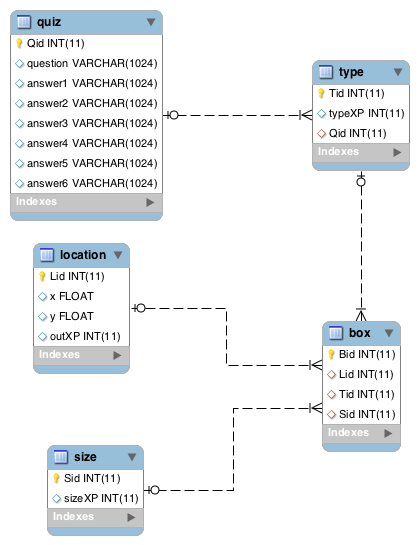 quiz
Qid INT(11)
question VARCHAR(1024)
answer1 VARCHAR(1024)
answer2 VARCHAR(1024)
answer3 VARCHAR(1024)
answer4 VARCHAR(1024)
answer5 VARCHAR(1024)
answer6 VARCHAR(1024)
Indexes
type
Tid INT(11)
typeXP INT(11)
Qid INT(11)
Indexes
location
Lid INT(11)
x FLOAT
y FLOAT
outXP INT(11)
Indexes
box
Bid INT(11)
Lid INT(11)
Tid INT(11)
Sid INT(11)
Indexes
size
Sid INT(11)
sizeXP INT(11)
Indexes